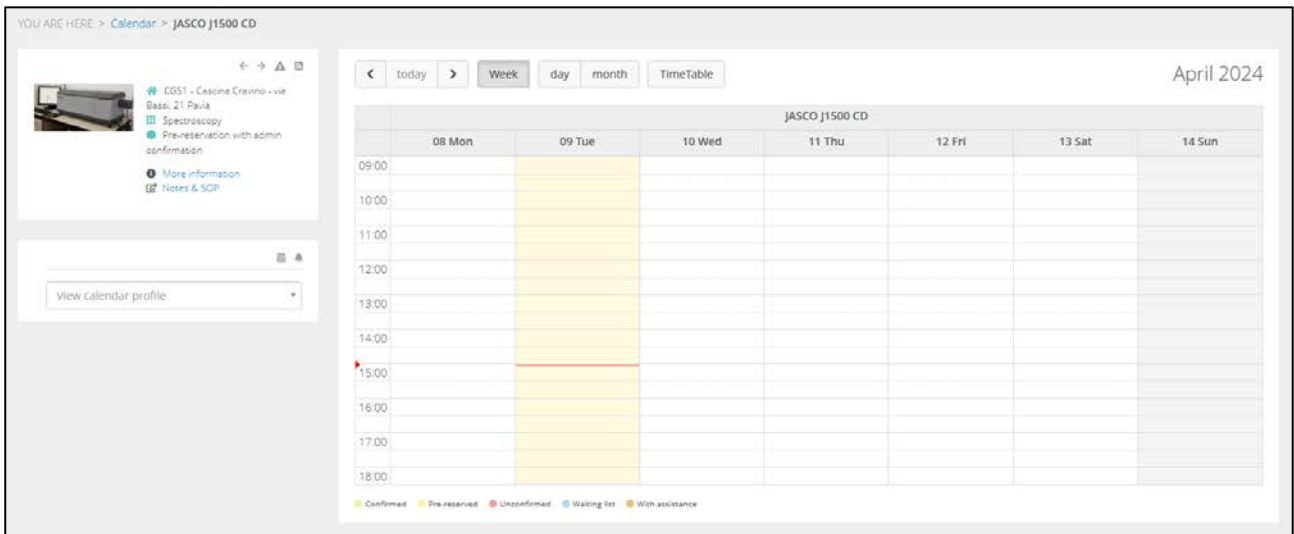 YOU ARE HERE > Calendar > JASCO J1500 CD
CGS1 - Cascina Cravino - via
Bassi, 21 Pavia
Spectroscopy
Pre-reservation with admin
confirmation
More information
Notes & SOP
View calendar profile
today Week day month TimeTable April 2024
JASCO J1500 CD
08 Mon 09 Tue 10 Wed 11 Thu 12 Fri 13 Sat 14 Sun
09:00
10:00
11:00
12:00
13:00
14:00
15:00
16:00
17:00
18:00
Confirmed Pre-reserved Unconfirmed Waiting list With assistance